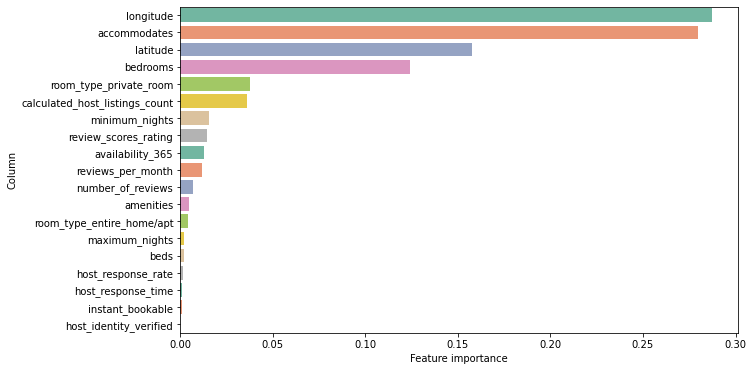 longitude
accommodates
latitude
bedrooms
room_type_private_room
calculated_host_listings_count
minimum_nights
review_scores_rating
availability_365
reviews_per_month
number_of_reviews
amenities
room_type_entire_home/apt
maximum_nights
beds
host_response_rate
host_response_time
instant_bookable
host_identity_verified
Column
0.00 0.05 0.10 0.15 0.20 0.25 0.30
Feature importance